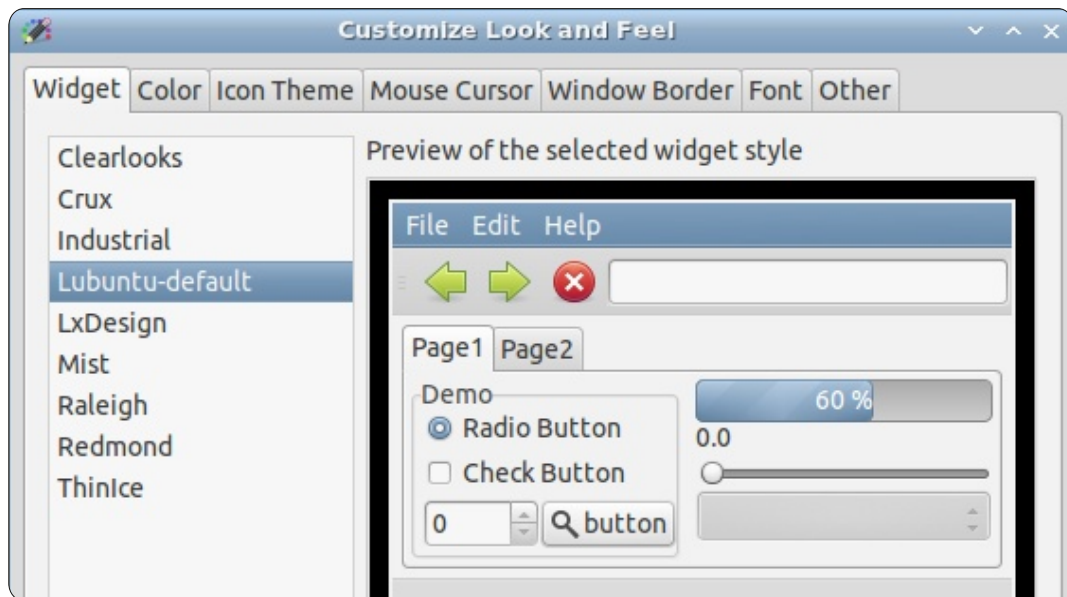 Customize Look and Feel
Widget Color Icon Theme Mouse Cursor Window Border Font Other
Clearlooks
Crux
Industrial
Lubuntu-default
LxDesign
Mist
Raleigh
Redmond
ThinIce
Preview of the selected widget style
File Edit Help
Page1 Page2
Demo
Radio Button
Check Button
0 button
60 %
0.0